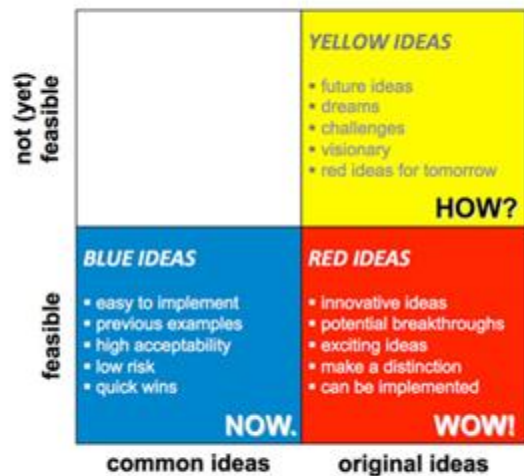 YELLOW IDEAS
▪ future ideas
▪ dreams
▪ challenges
▪ visionary
▪ red ideas for tomorrow
HOW?
not (yet)
feasible
BLUE IDEAS
▪ easy to implement
▪ previous examples
▪ high acceptability
▪ low risk
▪ quick wins
NOW.
RED IDEAS
▪ innovative ideas
▪ potential breakthroughs
▪ exciting ideas
▪ make a distinction
▪ can be implemented
WOW!
feasible
common ideas
original ideas